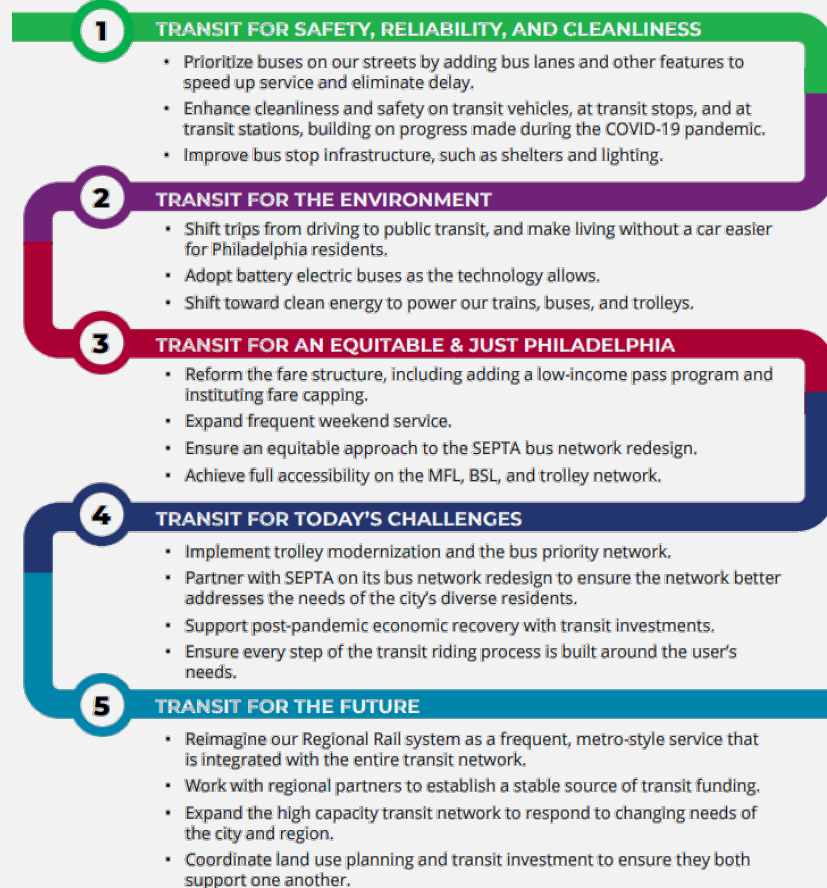 1 TRANSIT FOR SAFETY, RELIABILITY, AND CLEANLINESS
• Prioritize buses on our streets by adding bus lanes and other features to
speed up service and eliminate delay.
• Enhance cleanliness and safety on transit vehicles, at transit stops, and at
transit stations, building on progress made during the COVID-19 pandemic.
• Improve bus stop infrastructure, such as shelters and lighting.
2 TRANSIT FOR THE ENVIRONMENT
• Shift trips from driving to public transit, and make living without a car easier
for Philadelphia residents.
• Adopt battery electric buses as the technology allows.
• Shift toward clean energy to power our trains, buses, and trolleys.
3 TRANSIT FOR AN EQUITABLE & JUST PHILADELPHIA
• Reform the fare structure, including adding a low-income pass program and
instituting fare capping.
• Expand frequent weekend service.
• Ensure an equitable approach to the SEPTA bus network redesign.
• Achieve full accessibility on the MFL, BSL, and trolley network.
4 TRANSIT FOR TODAY'S CHALLENGES
• Implement trolley modernization and the bus priority network.
• Partner with SEPTA on its bus network redesign to ensure the network better
addresses the needs of the city's diverse residents.
• Support post-pandemic economic recovery with transit investments.
• Ensure every step of the transit riding process is built around the user's
needs.
5 TRANSIT FOR THE FUTURE
• Reimagine our Regional Rail system as a frequent, metro-style service that
is integrated with the entire transit network.
• Work with regional partners to establish a stable source of transit funding.
• Expand the high capacity transit network to respond to changing needs of
the city and region.
• Coordinate land use planning and transit investment to ensure they both
support one another.